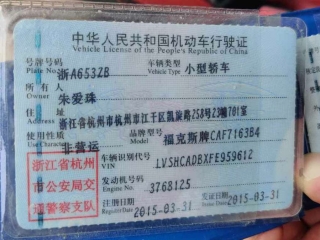 中华人民共和国机动车行驶证
Vehicle License of the People's Republic of China
号牌号码 浙A6532B 车辆类型 小型轿车
Plate No. Vehicle Type
所有人 朱爱珠
Owner
住址 浙江省杭州市杭州市江干区凯旋路258号23幢701室
Address
使用性质 非营运 品牌型号 福克斯牌CAF7163B4
Use Character Model
浙江省杭州
市公安局交
通警察支队
车辆识别代号 LVSHCADBXFE959612
VIN
发动机号码 3768125
Engine No.
注册日期 2015-03-31 发证日期 2015-03-31
Register Date Issue Date